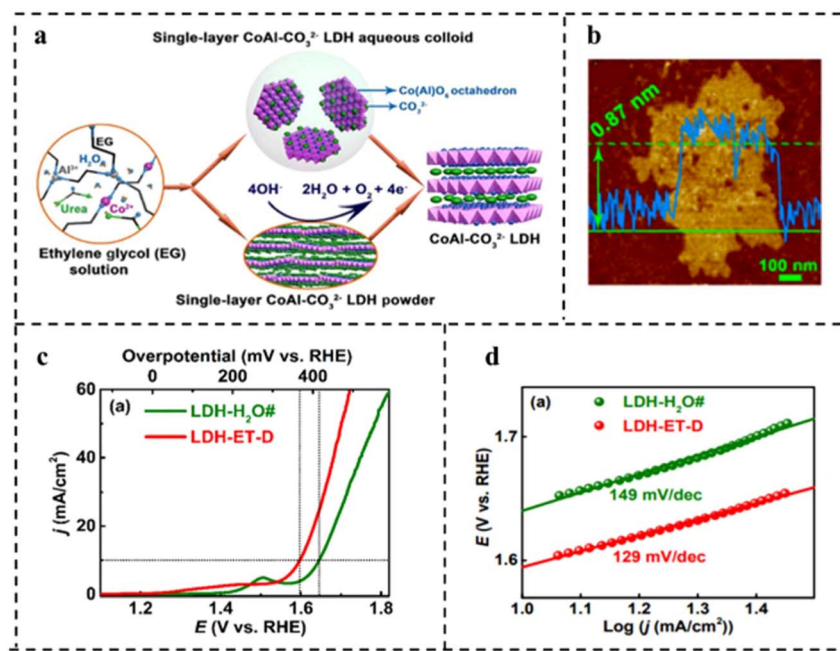 a
Single-layer CoAl-CO₃²⁻ LDH aqueous colloid
Co(Al)O₆ octahedron
CO₃²⁻
EG
H₂O
Al³⁺
Urea
Co²⁺
Ethylene glycol (EG)
solution
4OH⁻ 2H₂O + O₂ + 4e⁻
Single-layer CoAl-CO₃²⁻ LDH powder
CoAl-CO₃²⁻ LDH
b
0.87 nm
100 nm
c
Overpotential (mV vs. RHE)
0 200 400
(a)
LDH-H₂O#
LDH-ET-D
60
40
20
0
j (mA/cm²)
1.2 1.4 1.6 1.8
E (V vs. RHE)
d
(a)
LDH-H₂O#
LDH-ET-D
1.7
1.6
E (V vs. RHE)
149 mV/dec
129 mV/dec
1.0 1.1 1.2 1.3 1.4
Log (j (mA/cm²))